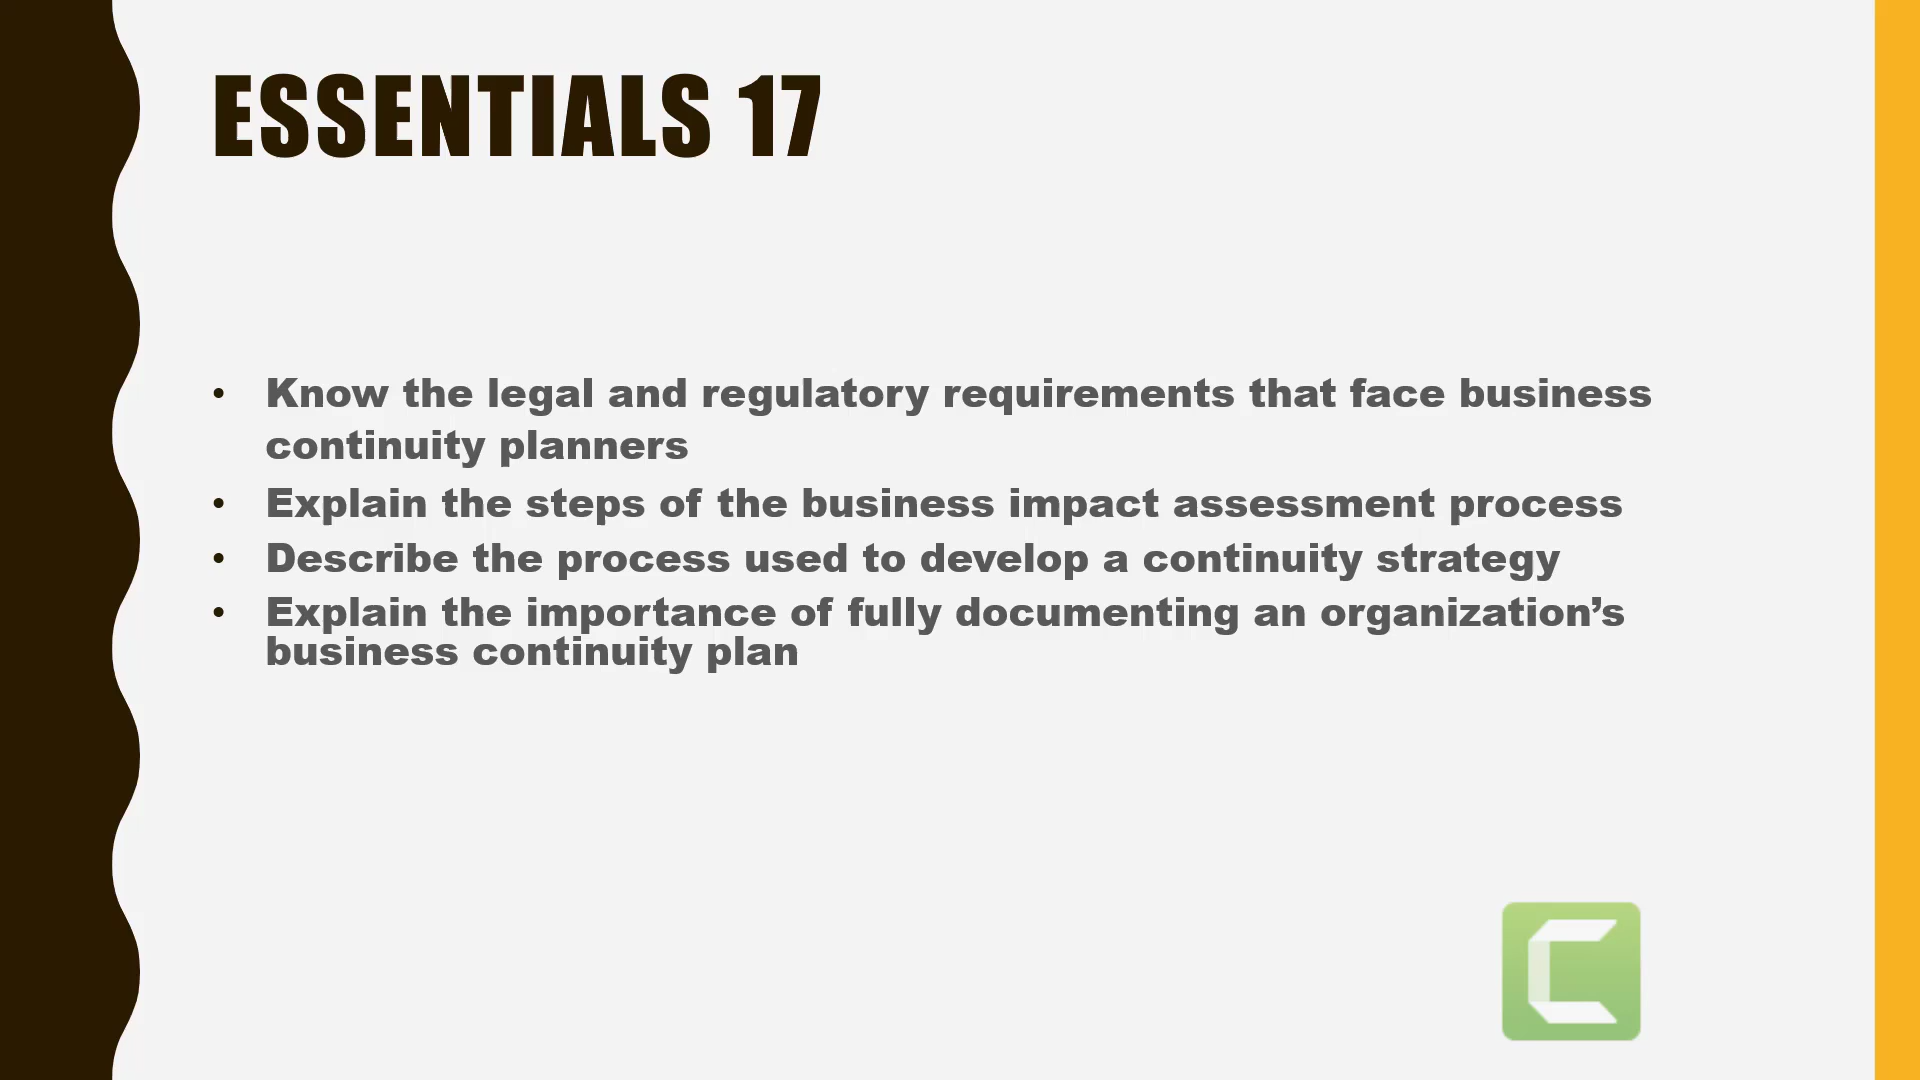 ESSENTIALS 17
• Know the legal and regulatory requirements that face business
continuity planners
• Explain the steps of the business impact assessment process
• Describe the process used to develop a continuity strategy
• Explain the importance of fully documenting an organization’s
business continuity plan